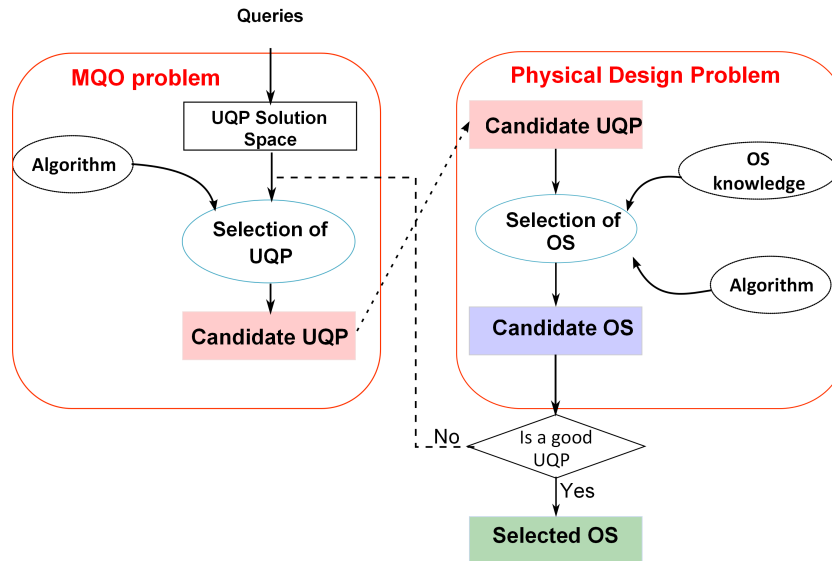 Queries
MQO problem
UQP Solution
Space
Algorithm
Selection of
UQP
Candidate UQP
Physical Design Problem
Candidate UQP
OS
knowledge
Selection of
OS
Algorithm
Candidate OS
No
Is a good
UQP
Yes
Selected OS